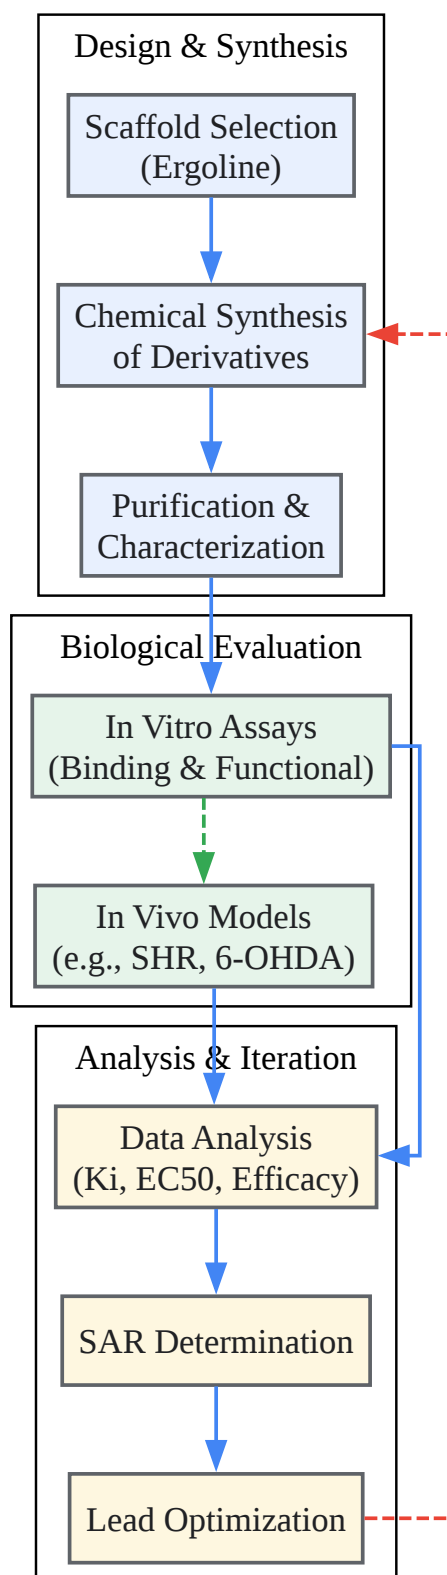 Design & Synthesis
Scaffold Selection
(Ergoline)
Chemical Synthesis
of Derivatives
Purification &
Characterization
Biological Evaluation
In Vitro Assays
(Binding & Functional)
In Vivo Models
(e.g., SHR, 6-OHDA)
Analysis & Iteration
Data Analysis
(Ki, EC50, Efficacy)
SAR Determination
Lead Optimization